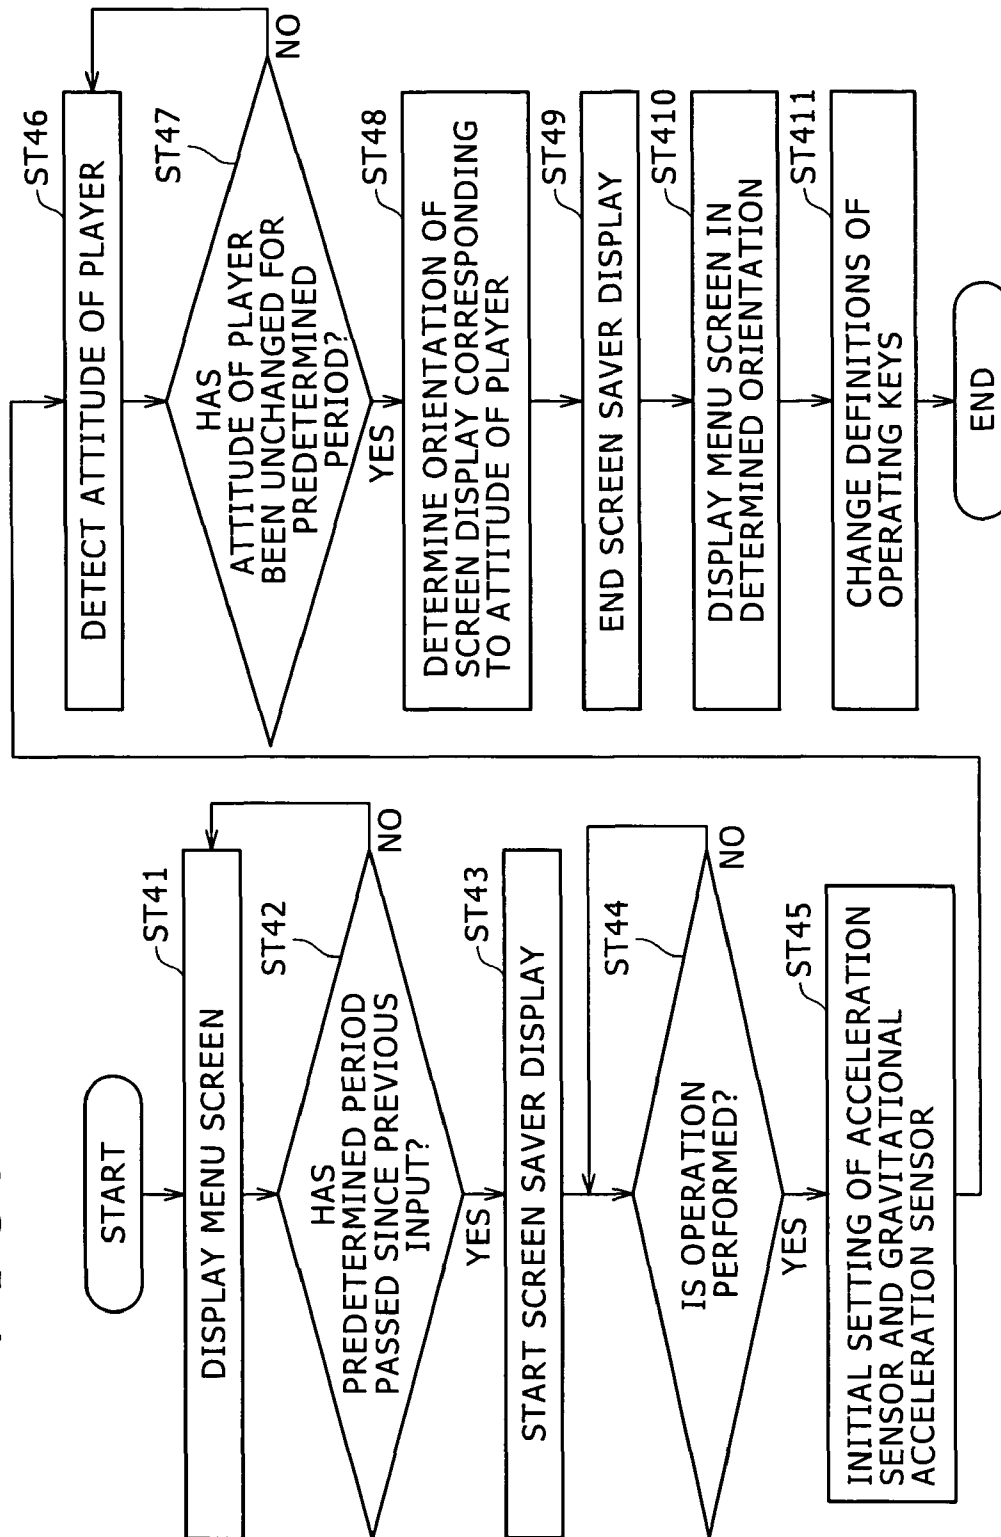 START
ST41
DISPLAY MENU SCREEN
ST42
HAS
PREDETERMINED PERIOD
PASSED SINCE PREVIOUS
INPUT?
NO
YES
ST43
START SCREEN SAVER DISPLAY
ST44
IS OPERATION
PERFORMED?
NO
YES
ST45
INITIAL SETTING OF ACCELERATION
SENSOR AND GRAVITATIONAL
ACCELERATION SENSOR
ST46
DETECT ATTITUDE OF PLAYER
ST47
HAS
ATTITUDE OF PLAYER
BEEN UNCHANGED FOR
PREDETERMINED
PERIOD?
NO
YES
ST48
DETERMINE ORIENTATION OF
SCREEN DISPLAY CORRESPONDING
TO ATTITUDE OF PLAYER
ST49
END SCREEN SAVER DISPLAY
ST410
DISPLAY MENU SCREEN IN
DETERMINED ORIENTATION
ST411
CHANGE DEFINITIONS OF
OPERATING KEYS
END